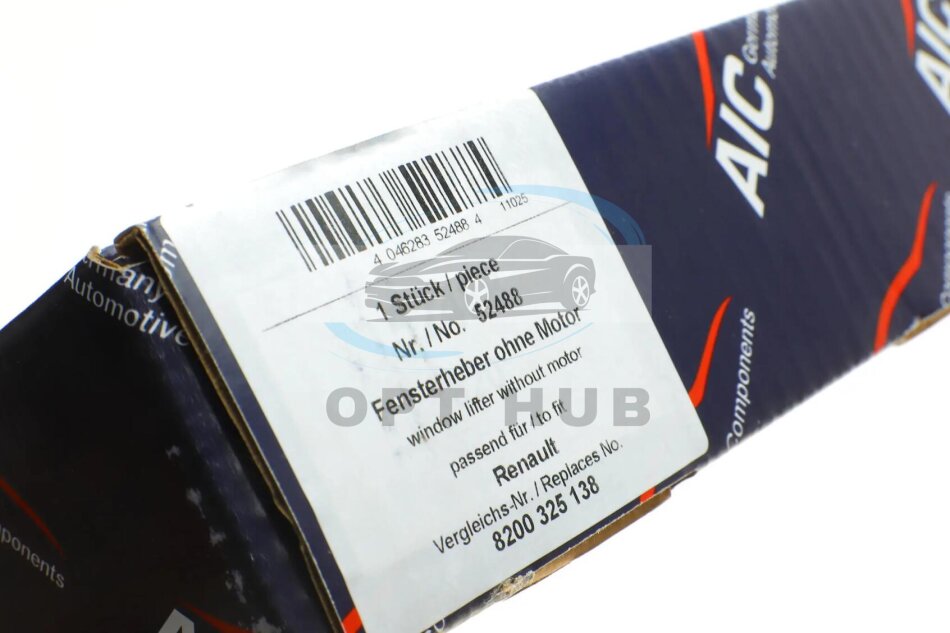 4 046283 52488 4 11025
1 Stück / piece
Nr. / No. 52488
Fensterheber ohne Motor
window lifter without motor
passend für / to fit
Renault
Vergleichs-Nr. / Replaces No.
8200 325 138
OPT HUB
AIC
Automotive
Components
AIC